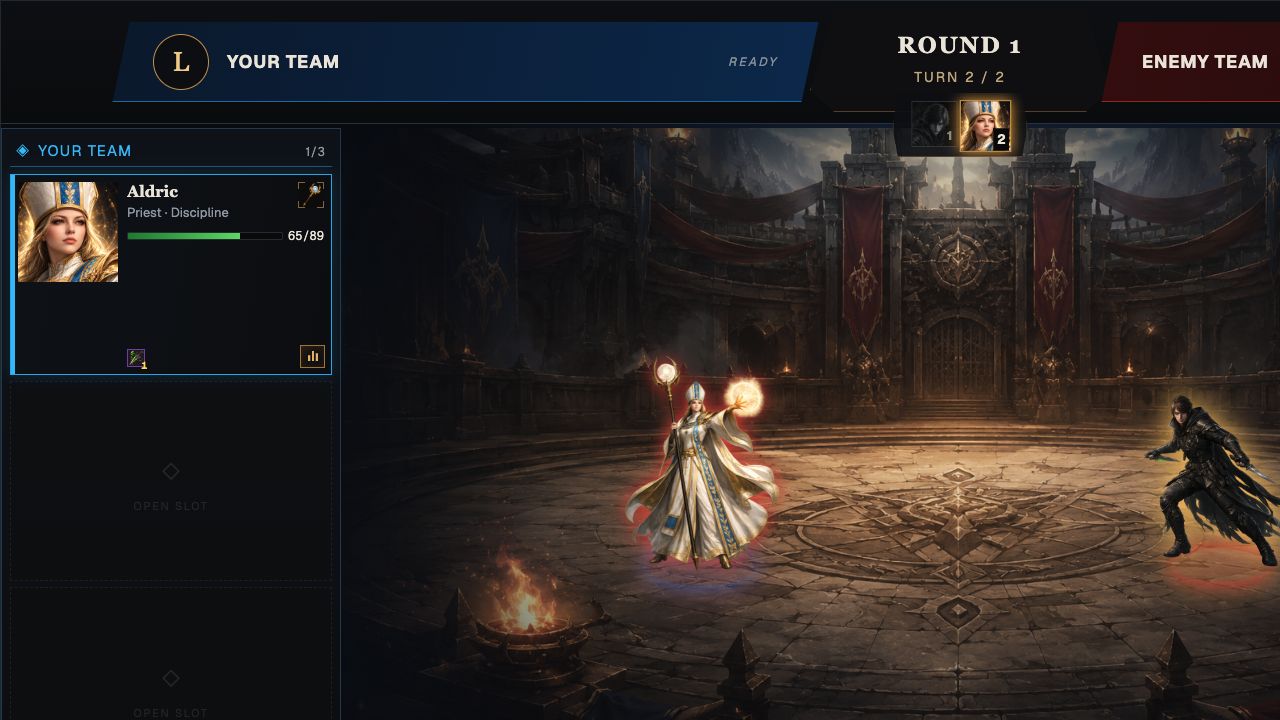 L
YOUR TEAM
READY
ROUND 1
TURN 2 / 2
ENEMY TEAM
1
2
YOUR TEAM
1/3
Aldric
Priest · Discipline
65/89
1
OPEN SLOT
OPEN SLOT